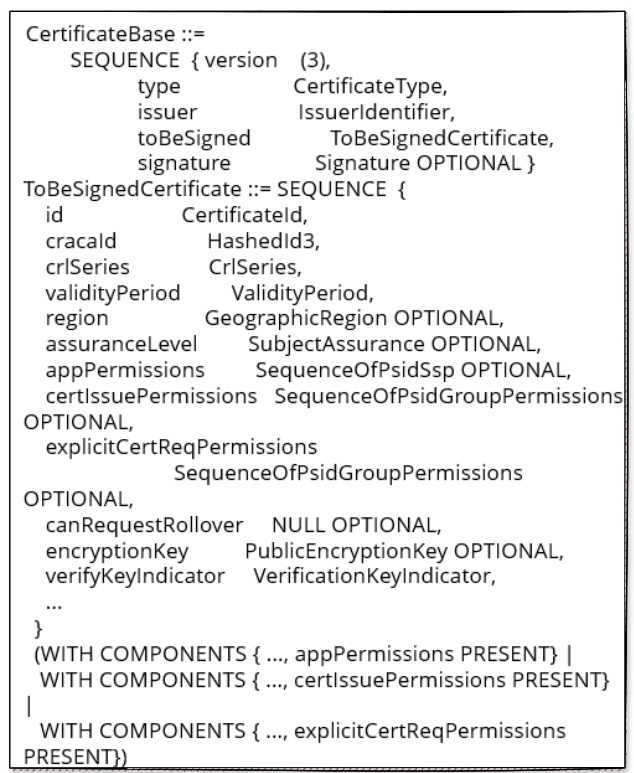 CertificateBase ::=
SEQUENCE { version (3),
type CertificateType,
issuer IssuerIdentifier,
toBeSigned ToBeSignedCertificate,
signature Signature OPTIONAL }
ToBeSignedCertificate ::= SEQUENCE {
id CertificateId,
cracaId HashedId3,
crlSeries CrlSeries,
validityPeriod ValidityPeriod,
region GeographicRegion OPTIONAL,
assuranceLevel SubjectAssurance OPTIONAL,
appPermissions SequenceOfPsidSsp OPTIONAL,
certIssuePermissions SequenceOfPsidGroupPermissions
OPTIONAL,
explicitCertReqPermissions
SequenceOfPsidGroupPermissions
OPTIONAL,
canRequestRollover NULL OPTIONAL,
encryptionKey PublicEncryptionKey OPTIONAL,
verifyKeyIndicator VerificationKeyIndicator,
...
}
(WITH COMPONENTS { ..., appPermissions PRESENT} |
WITH COMPONENTS { ..., certIssuePermissions PRESENT}
|
WITH COMPONENTS { ..., explicitCertReqPermissions
PRESENT})